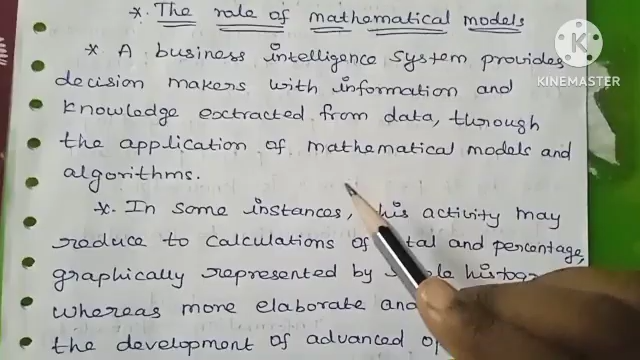 *. The role of mathematical models
* A business intelligence system provides
decision makers with information and
knowledge extracted from data, through
the application of mathematical models and
algorithms.
*. In some instances, this activity may
reduce to calculations of total and percentage,
graphically represented by simple
whereas more elaborate
the development of advanced
KINEMASTER